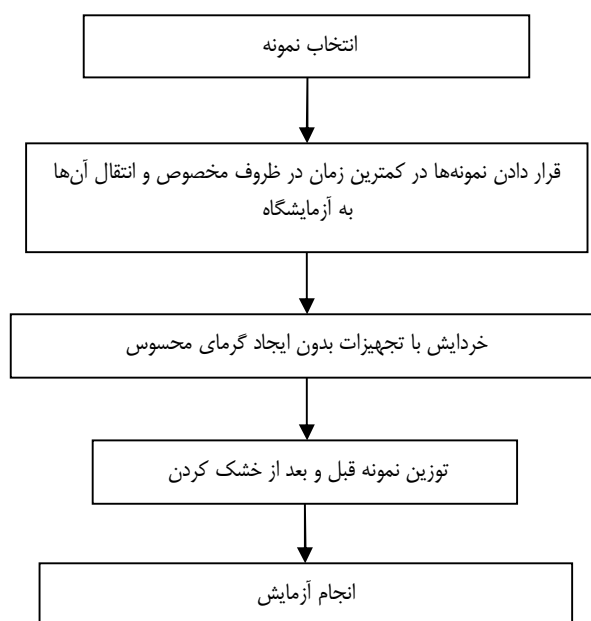 انتخاب نمونه
قرار دادن نمونه‌ها در کمترین زمان در ظروف مخصوص و انتقال آن‌ها
به آزمایشگاه
خردایش با تجهیزات بدون ایجاد گرمای محسوس
توزین نمونه قبل و بعد از خشک کردن
انجام آزمایش